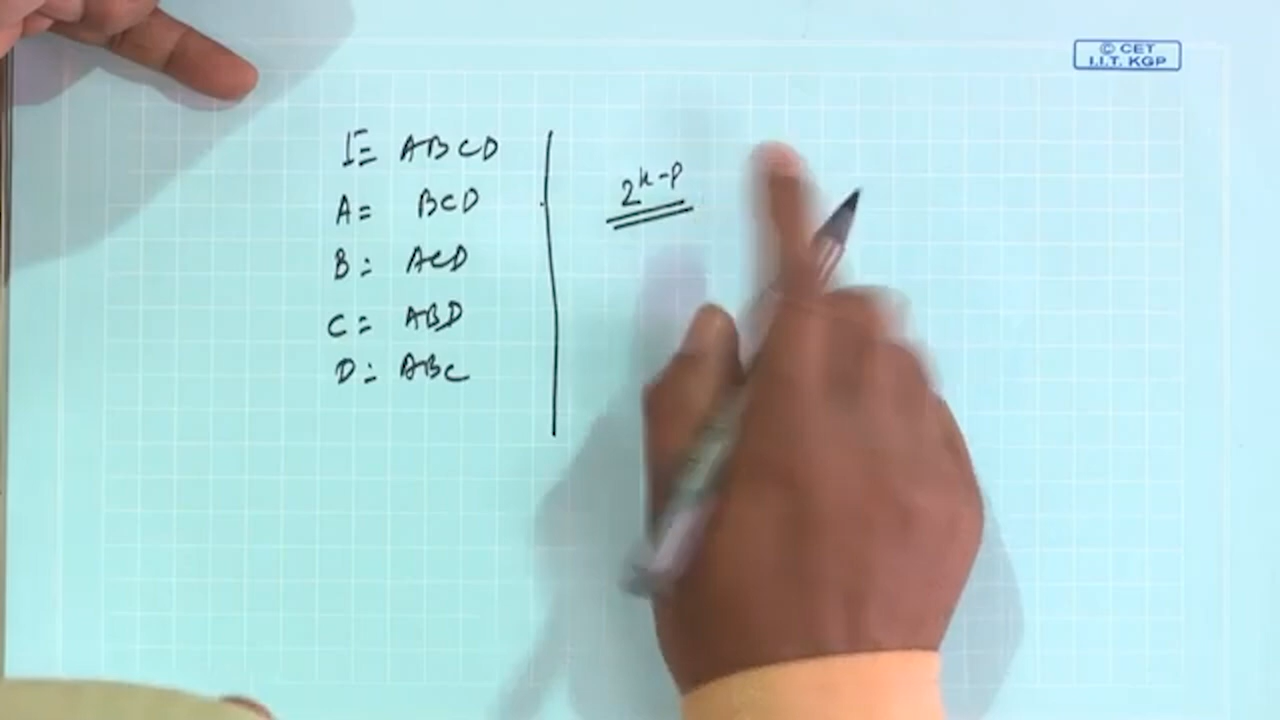 © CET
I.I.T. KGP
I = ABCD
A = BCD
B = ACD
C = ABD
D = ABC
2^{k-p}